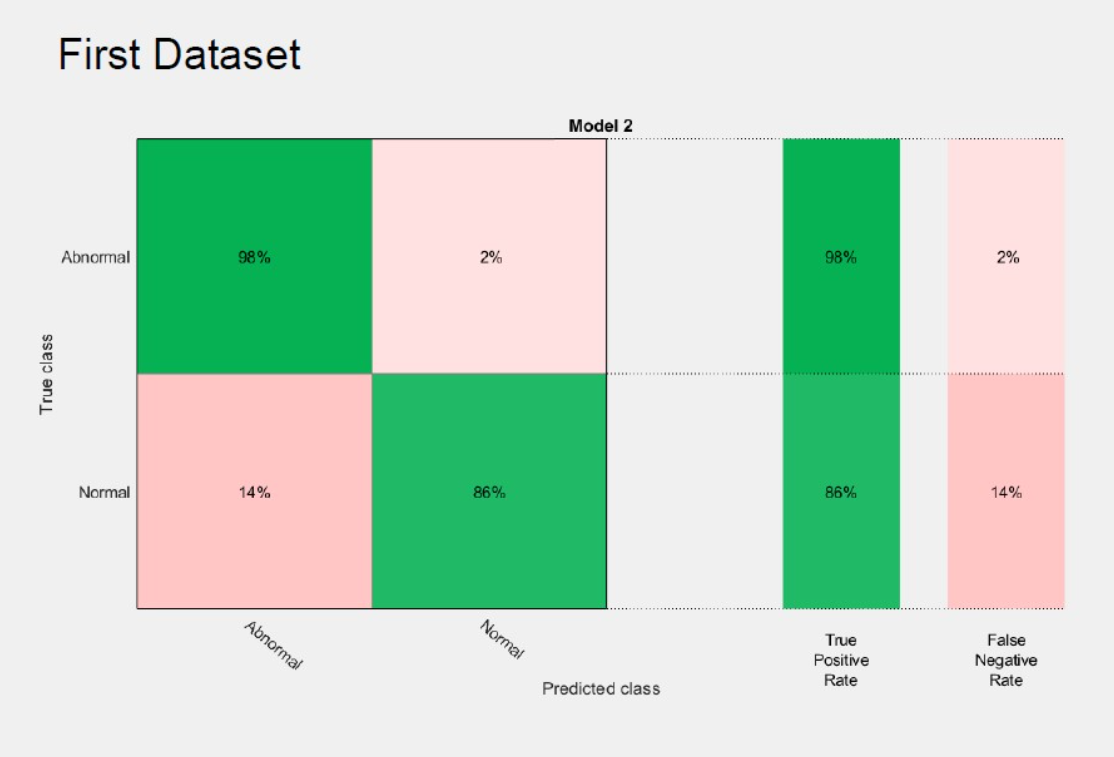 First Dataset
Model 2
Abnormal
98%
2%
98%
2%
True class
Normal
14%
86%
86%
14%
Abnormal
Normal
Predicted class
True
Positive
Rate
False
Negative
Rate